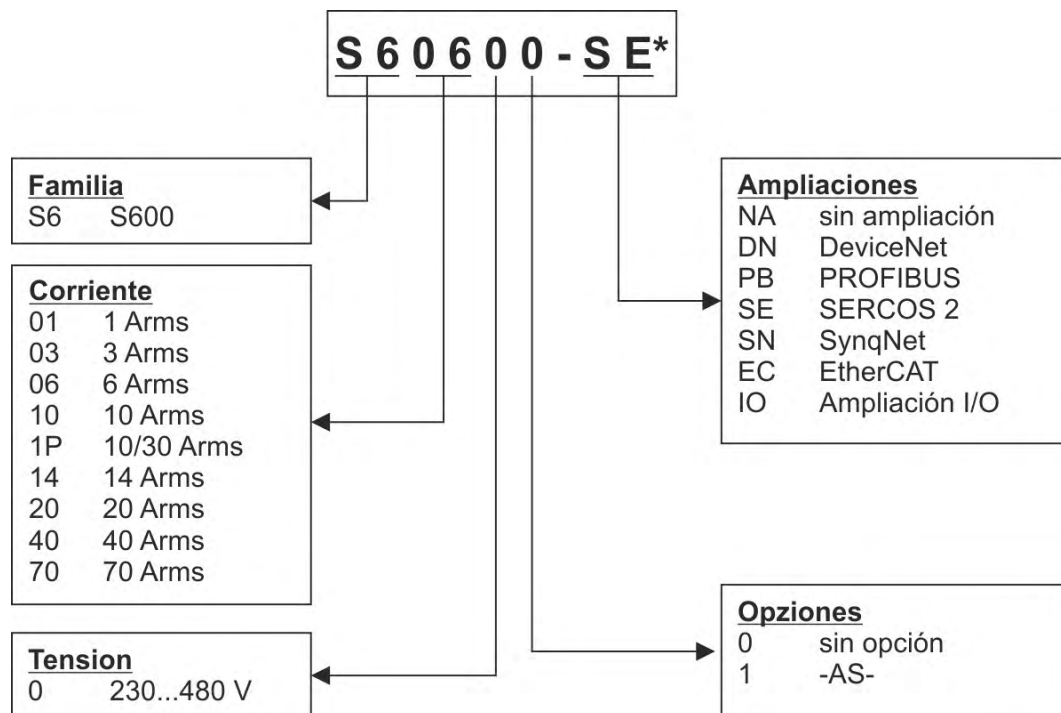 S 6 0 6 0 0 - S E*
Familia
S6 S600
Corriente
01 1 Arms
03 3 Arms
06 6 Arms
10 10 Arms
1P 10/30 Arms
14 14 Arms
20 20 Arms
40 40 Arms
70 70 Arms
Tension
0 230...480 V
Ampliaciones
NA sin ampliación
DN DeviceNet
PB PROFIBUS
SE SERCOS 2
SN SynqNet
EC EtherCAT
IO Ampliación I/O
Opziones
0 sin opción
1 -AS-